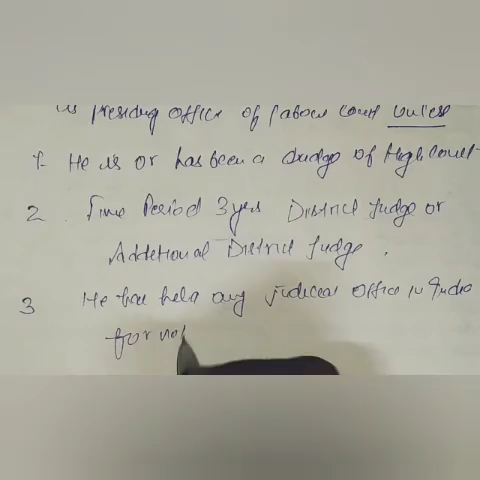 as presiding officer of Labour Court unless
1- He is or has been a Judge of High Court
2. Time Period 3 yrs District Judge or
Additional District Judge.
3 He has held any judicial office in India
for not